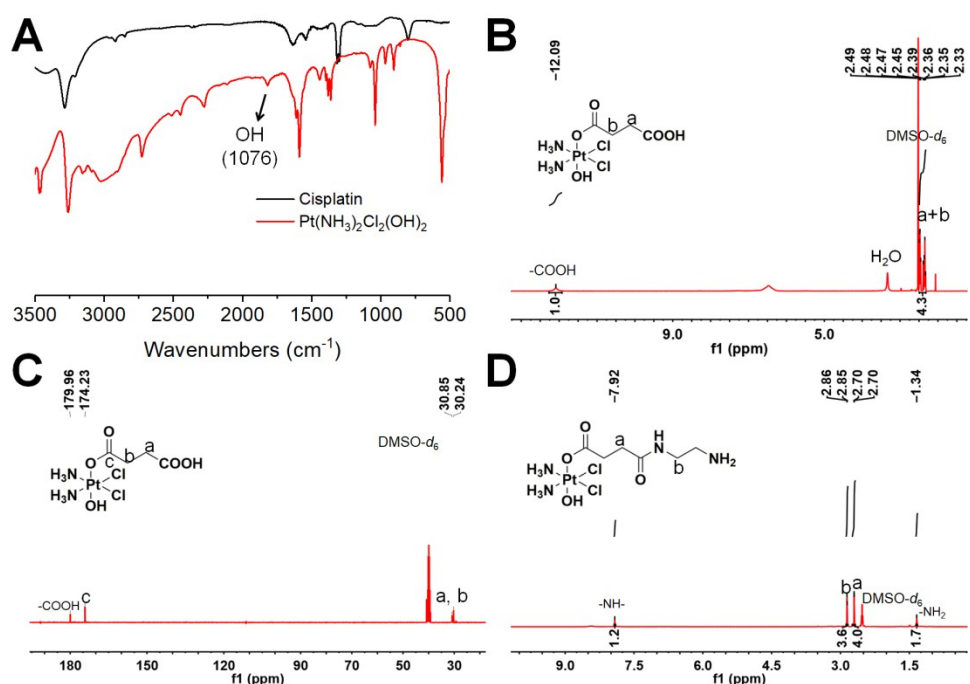 A
OH
(1076)
Cisplatin
Pt(NH3)2Cl2(OH)2
3500 3000 2500 2000 1500 1000 500
Wavenumbers (cm-1)
B
-12.09
2.49
2.48
2.47
2.45
2.39
2.36
2.35
2.33
O
a
b
O
COOH
H3N Cl
Pt
H3N Cl
OH
DMSO-d6
a+b
H2O
-COOH
1.0
4.3
9.0 5.0
f1 (ppm)
C
179.96
174.23
30.85
30.24
O
a
b
c
O
COOH
H3N Cl
Pt
H3N Cl
OH
DMSO-d6
-COOH
c
a, b
180 150 120 90 60 30
f1 (ppm)
D
-7.92
2.86
2.85
2.70
2.70
-1.34
O
a
H
N
NH2
b
O
O
H3N Cl
Pt
H3N Cl
OH
-NH-
b
a
DMSO-d6
-NH2
1.2
3.6
4.0
1.7
9.0 7.5 6.0 4.5 3.0 1.5
f1 (ppm)